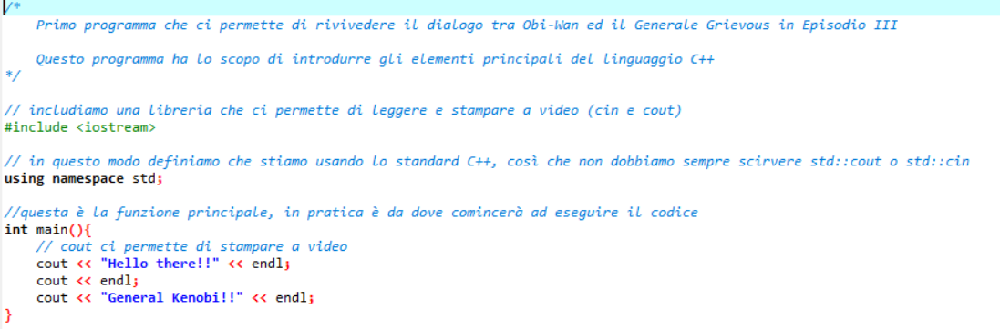 /*
    Primo programma che ci permette di rivivedere il dialogo tra Obi-Wan ed il Generale Grievous in Episodio III
    Questo programma ha lo scopo di introdurre gli elementi principali del linguaggio C++
*/
// includiamo una libreria che ci permette di leggere e stampare a video (cin e cout)
#include <iostream>
// in questo modo definiamo che stiamo usando lo standard C++, così che non dobbiamo sempre scirvere std::cout o std::cin
using namespace std;
//questa è la funzione principale, in pratica è da dove comincerà ad eseguire il codice
int main(){
    // cout ci permette di stampare a video
    cout << "Hello there!!" << endl;
    cout << endl;
    cout << "General Kenobi!!" << endl;
}